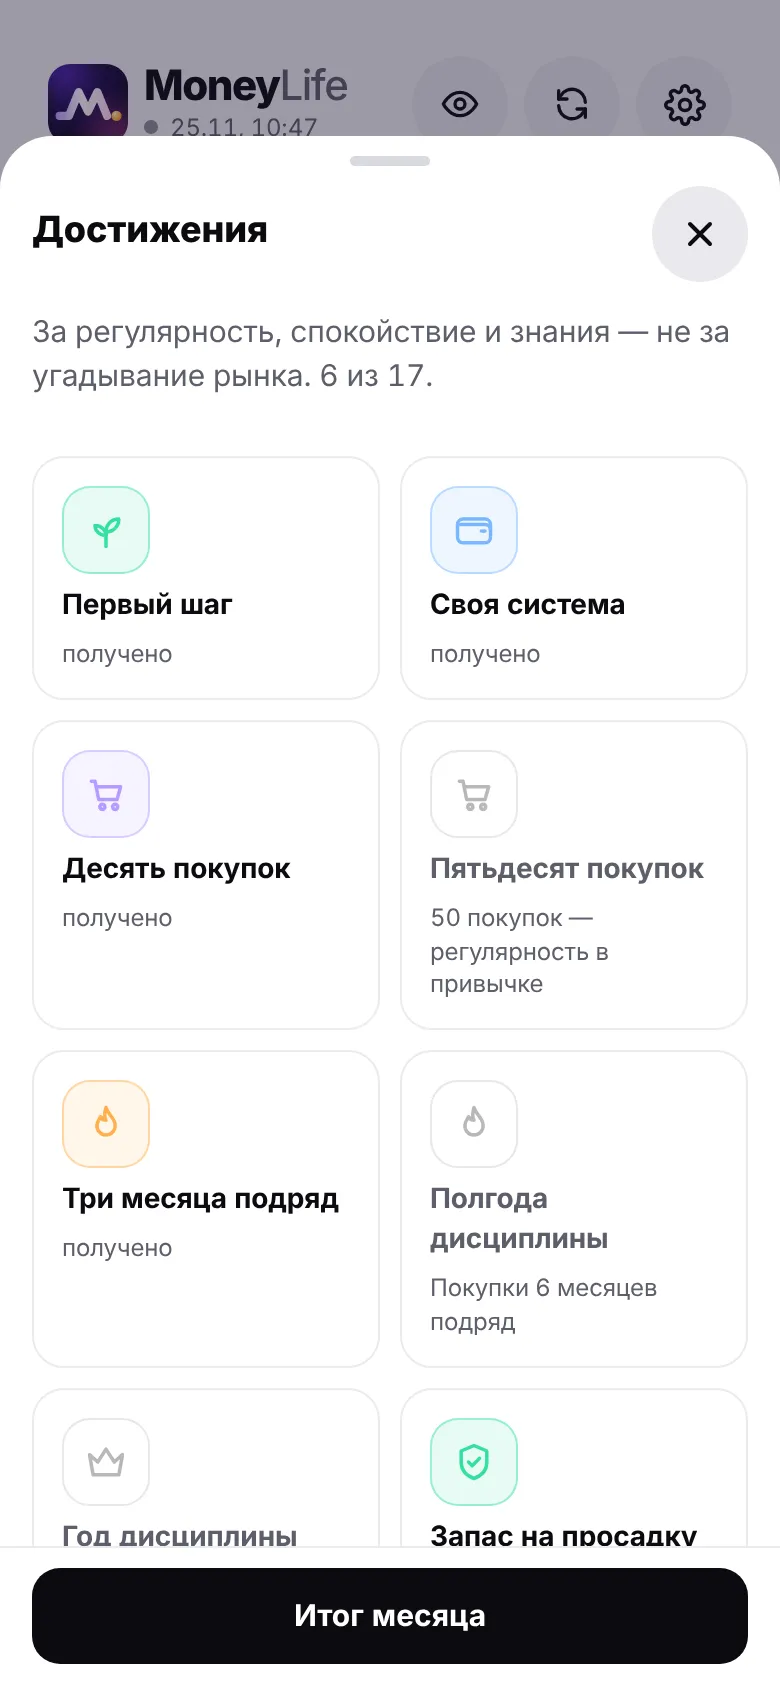 MoneyLife
25.11, 10:47
Достижения
За регулярность, спокойствие и знания — не за
угадывание рынка. 6 из 17.
Первый шаг
получено
Своя система
получено
Десять покупок
получено
Пятьдесят покупок
50 покупок —
регулярность в
привычке
Три месяца подряд
получено
Полгода
дисциплины
Покупки 6 месяцев
подряд
Год дисциплины
Запас на просадку
Итог месяца